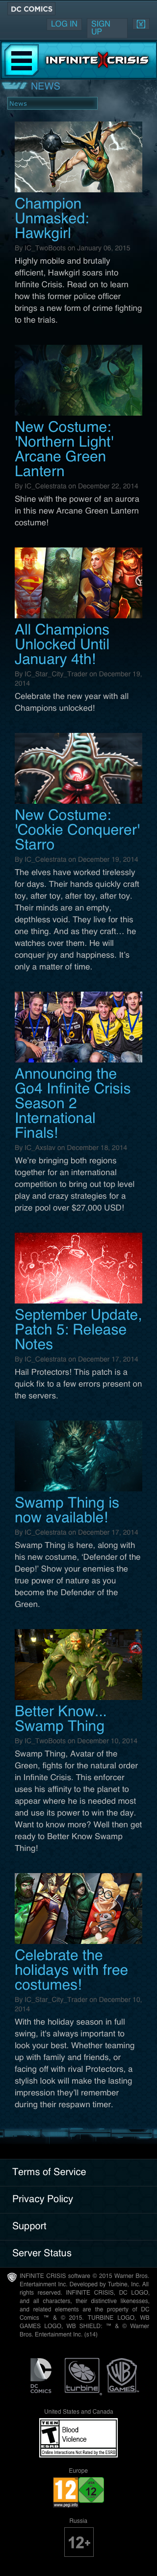 DC COMICS
LOG IN
SIGN
UP
INFINITE CRISIS
NEWS
News
Champion
Unmasked:
Hawkgirl
By IC_TwoBoots on January 06, 2015
Highly mobile and brutally
efficient, Hawkgirl soars into
Infinite Crisis. Read on to learn
how this former police officer
brings a new form of crime fighting
to the trials.
New Costume:
'Northern Light'
Arcane Green
Lantern
By IC_Celestrata on December 22, 2014
Shine with the power of an aurora
in this new Arcane Green Lantern
costume!
All Champions
Unlocked Until
January 4th!
By IC_Star_City_Trader on December 19,
2014
Celebrate the new year with all
Champions unlocked!
New Costume:
'Cookie Conquerer'
Starro
By IC_Celestrata on December 19, 2014
The elves have worked tirelessly
for days. Their hands quickly craft
toy, after toy, after toy, after toy.
Their minds are an empty,
depthless void. They live for this
one thing. And as they craft... he
watches over them. He will
conquer joy and happiness. It's
only a matter of time.
Announcing the
Go4 Infinite Crisis
Season 2
International
Finals!
By IC_Asslav on December 18, 2014
We're bringing both regions
together for an international
competition to bring out top level
play and crazy strategies for a
prize pool over $27,000 USD!
September Update,
Patch 5: Release
Notes
By IC_Celestrata on December 17, 2014
Hail Protectors! This patch is a
quick fix to a few errors present on
the servers.
Swamp Thing is
now available!
By IC_Celestrata on December 17, 2014
Swamp Thing is here, along with
his new costume, 'Defender of the
Deep!' Show your enemies the
true power of nature as you
become the Defender of the
Green.
Better Know...
Swamp Thing
By IC_TwoBoots on December 10, 2014
Swamp Thing, Avatar of the
Green, fights for the natural order
in Infinite Crisis. This enforcer
uses his affinity to the plant to
appear where he is needed most
and use its power to win the day.
Want to know more? Well then get
ready to Better Know Swamp
Thing!
Celebrate the
holidays with free
costumes!
By IC_Star_City_Trader on December 10,
2014
With the holiday season in full
swing, it's always important to
look your best. Whether teaming
up with family and friends, or
facing off with rival Protectors, a
stylish look will make the lasting
impression they'll remember
during their respawn timer.
Terms of Service
Privacy Policy
Support
Server Status
INFINITE CRISIS software © 2015 Warner Bros.
Entertainment Inc. Developed by Turbine, Inc. All
rights reserved. INFINITE CRISIS, DC LOGO,
and all characters, their distinctive likenesses,
and related elements are the property of DC
Comics ™ & © 2015. TURBINE LOGO, WB
GAMES LOGO, WB SHIELD: ™ & © Warner
Bros. Entertainment Inc. (s14)
DC
COMICS
turbine
WB
GAMES
United States and Canada
TEEN
T
ESRB
Blood
Violence
Online Interactions Not Rated by the ESRB
Europe
12
www.pegi.info
12
Russia
12+